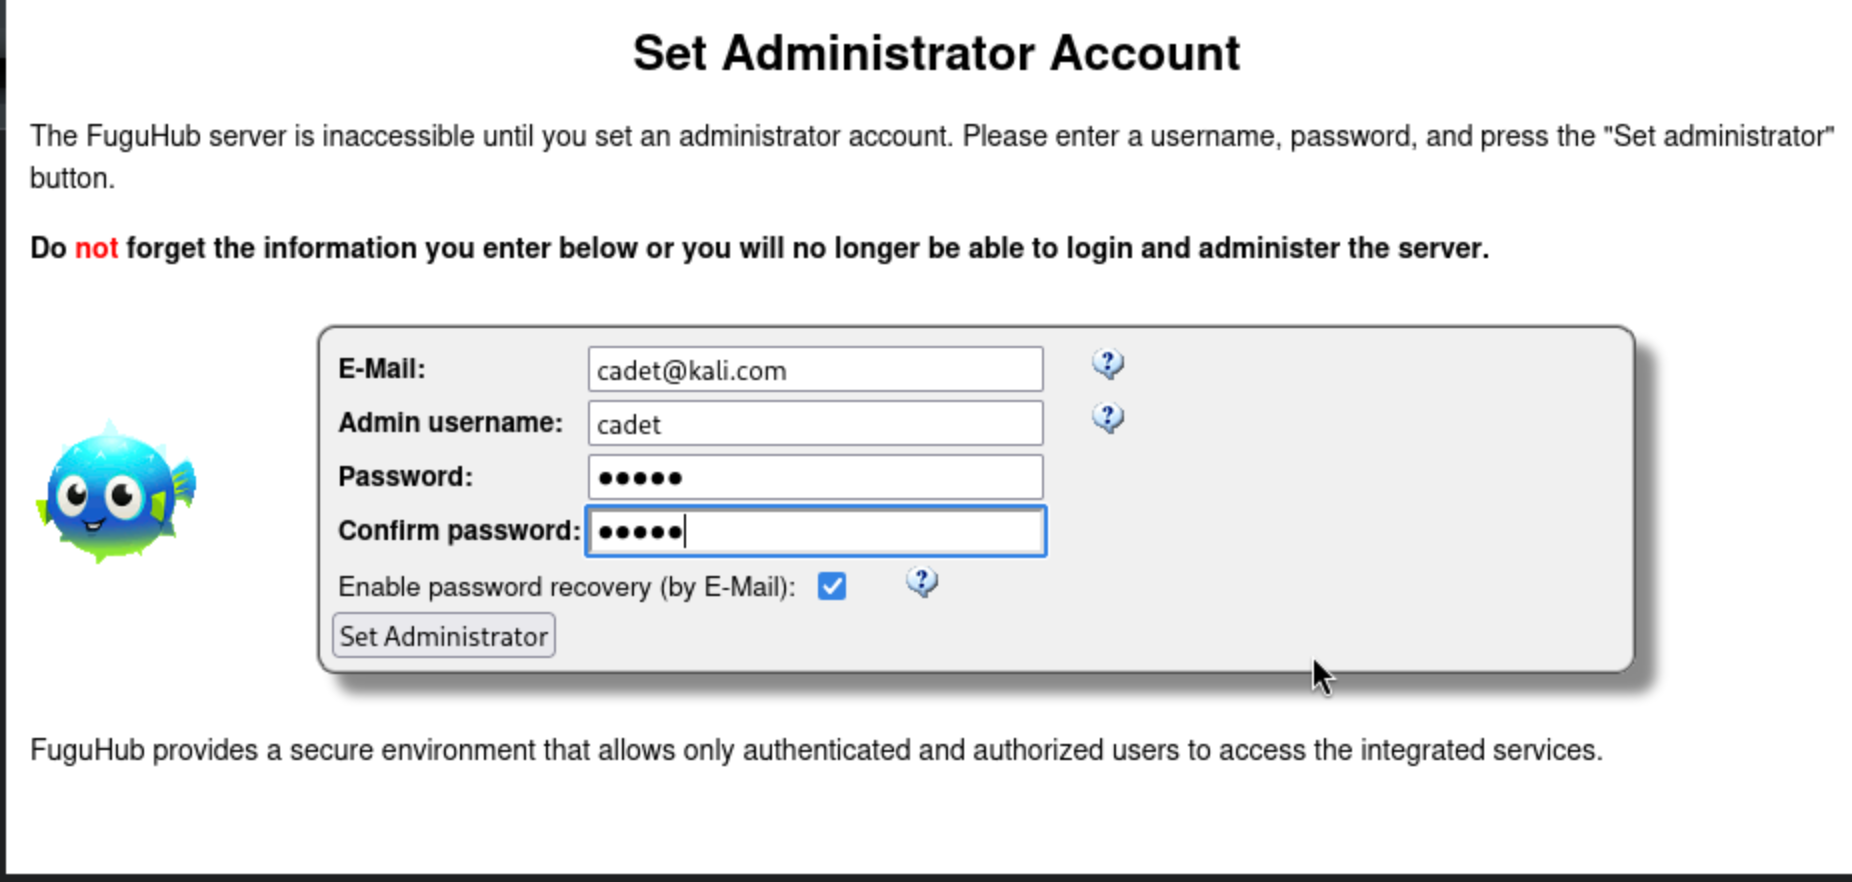 Set Administrator Account
The FuguHub server is inaccessible until you set an administrator account. Please enter a username, password, and press the "Set administrator"
button.
Do not forget the information you enter below or you will no longer be able to login and administer the server.
E-Mail: cadet@kali.com ?
Admin username: cadet ?
Password: •••••
Confirm password: •••••
Enable password recovery (by E-Mail): ?
Set Administrator
FuguHub provides a secure environment that allows only authenticated and authorized users to access the integrated services.